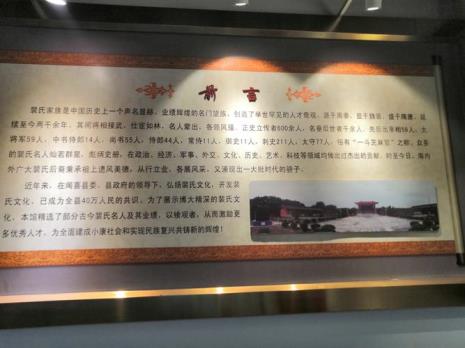 前言
裴氏家族是中国历史上一个声名显赫、业绩辉煌的名门望族，创造了举世罕见的人才奇观，源于周秦，显于魏晋，盛于隋唐，延
续至今两千余年，其间将相接武，仕宦如林，名人辈出，各领风骚。正史立传者600余人，名垂后世者千余人，先后出宰相59人，大
将军59人，中书侍郎14人，尚书55人，侍郎44人，常侍11人，御史11人，刺史211人，太守77人，
的裴氏名人灿若群星，彪炳史册，在政治、经济、军事、外交、文化、历史、艺术、科技等领域均做出过杰出的贡献。时至今日，海内
外广大裴氏后裔秉承祖上遗风美德，从行立业，各展风采，又涌现出一大批时代的骄子。
近年来，在闻喜县委、县政府的领导下，弘扬裴氏文化，开发裴
氏文化，已成为全县40万人民的共识，为了展示博大精深的裴氏文
化，本馆精选了部分古今裴氏名人及其业绩，以飨观者，从而激励更
多优秀人才，为全面建成小康社会和实现民族复兴共铸新的辉煌！